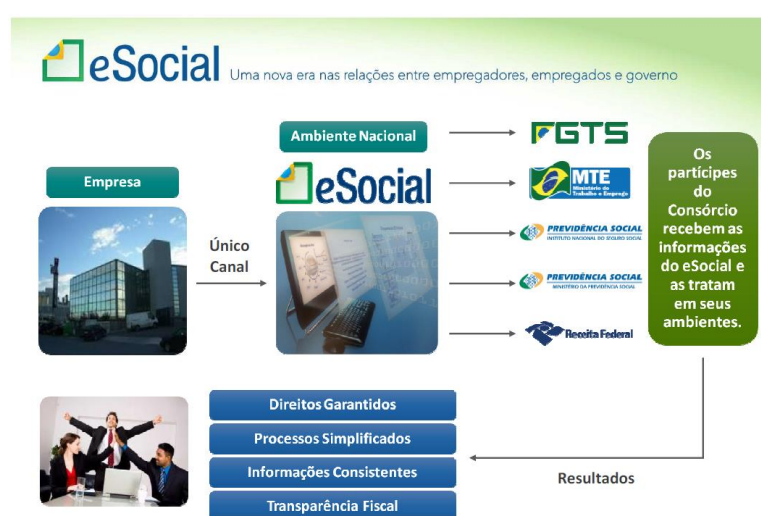 eSocial Uma nova era nas relações entre empregadores, empregados e governo
Ambiente Nacional
eSocial
Empresa
Único
Canal
FGTS
MTE
Ministério do
Trabalho e Emprego
PREVIDÊNCIA SOCIAL
INSTITUTO NACIONAL DO SEGURO SOCIAL
PREVIDÊNCIA SOCIAL
MINISTÉRIO DA PREVIDÊNCIA SOCIAL
Receita Federal
Os
partícipes
do
Consórcio
recebem as
informações
do eSocial e
as tratam
em seus
ambientes.
Direitos Garantidos
Processos Simplificados
Informações Consistentes
Transparência Fiscal
Resultados